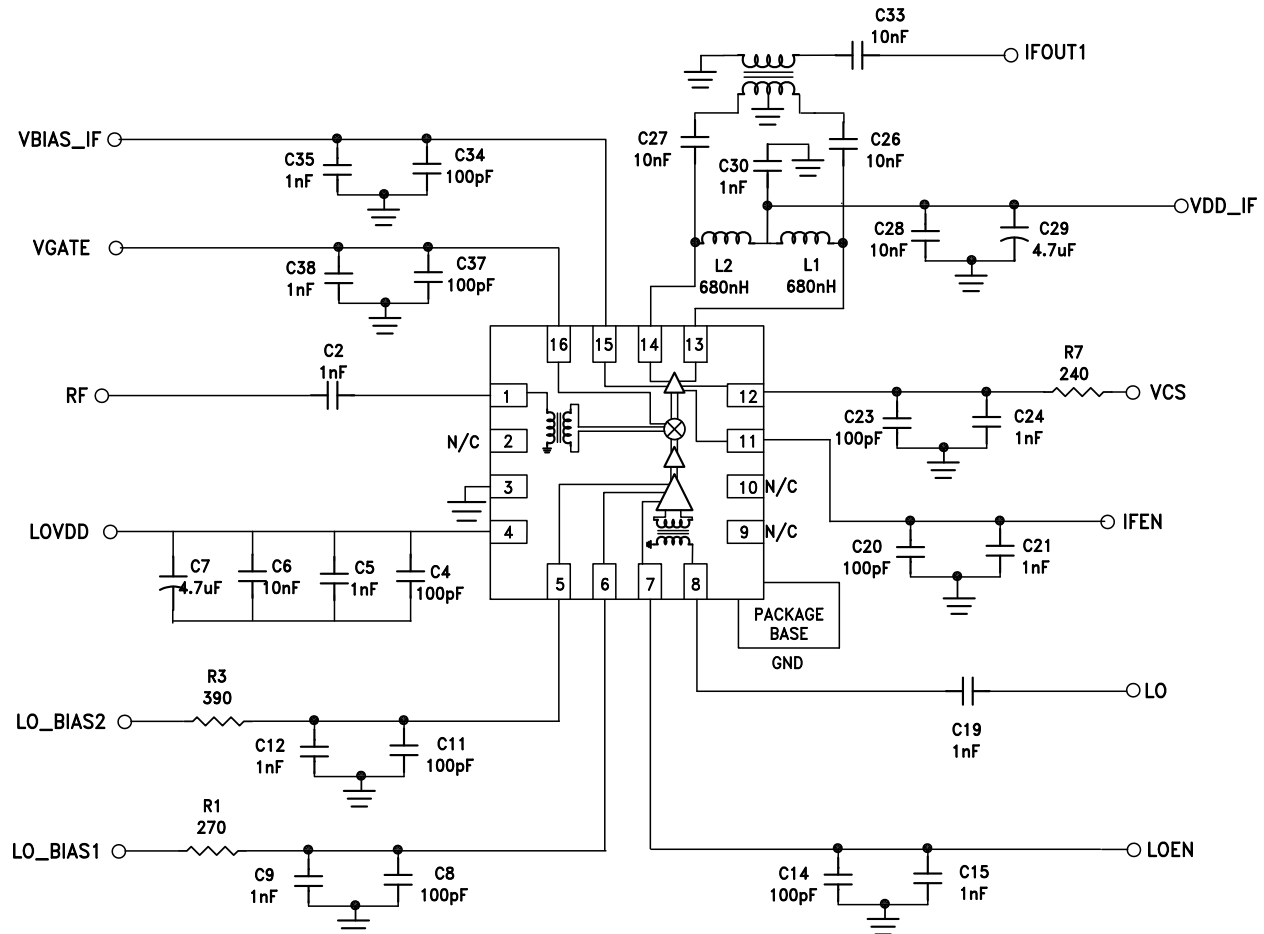 C33
10nF
IFOUT1
VBIAS_IF
C35
1nF
C34
100pF
C27
10nF
C30
1nF
C26
10nF
VDD_IF
C28
10nF
C29
4.7uF
L2
680nH
L1
680nH
VGATE
C38
1nF
C37
100pF
16
15
14
13
RF
C2
1nF
1
N/C
2
3
LOVDD
4
C7
4.7uF
C6
10nF
C5
1nF
C4
100pF
12
11
10
N/C
9
N/C
R7
240
VCS
C23
100pF
C24
1nF
IFEN
C20
100pF
C21
1nF
5
6
7
8
PACKAGE
BASE
GND
LO
C19
1nF
R3
390
LO_BIAS2
C12
1nF
C11
100pF
R1
270
LO_BIAS1
C9
1nF
C8
100pF
LOEN
C14
100pF
C15
1nF